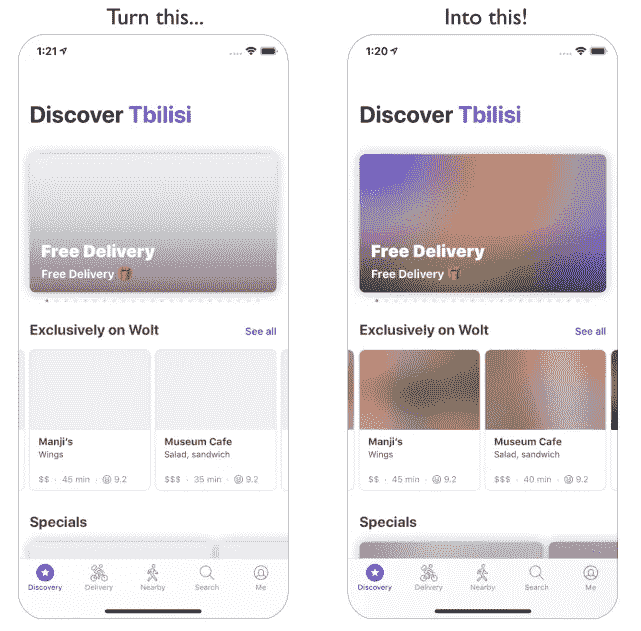 Turn this...
Into this!
1:21
Discover Tbilisi
Free Delivery
Free Delivery
Exclusively on Wolt
See all
Manji's
Wings
$$ · 45 min · 9.2
Museum Cafe
Salad, sandwich
$$$ · 35 min · 9.2
Specials
Discovery
Delivery
Nearby
Search
Me
1:20
Discover Tbilisi
Free Delivery
Free Delivery
Exclusively on Wolt
See all
Manji's
Wings
$$ · 45 min · 9.2
Museum Cafe
Salad, sandwich
$$$ · 40 min · 9.2
Specials
Discovery
Delivery
Nearby
Search
Me